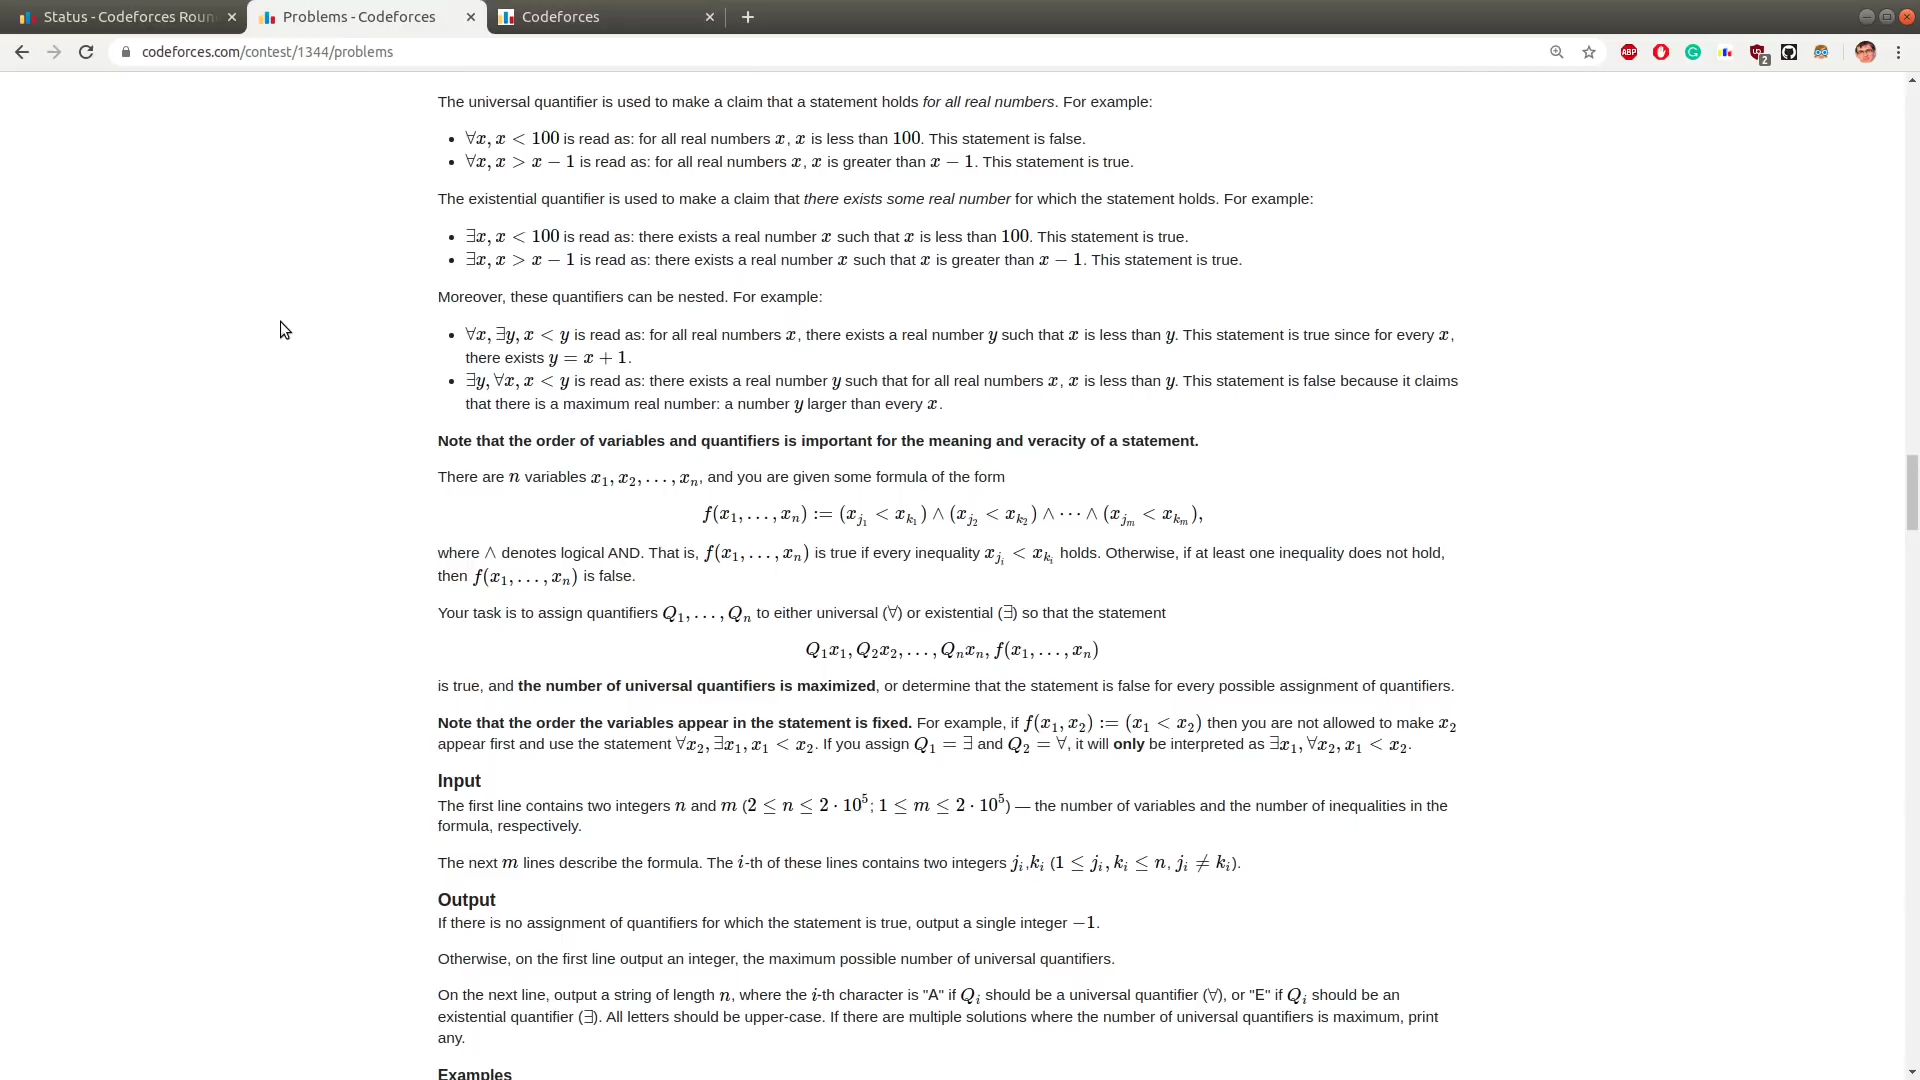 Status - Codeforces Roun
Problems - Codeforces
Codeforces
codeforces.com/contest/1344/problems
ABP
2
The universal quantifier is used to make a claim that a statement holds for all real numbers. For example:
• ∀x, x < 100 is read as: for all real numbers x, x is less than 100. This statement is false.
• ∀x, x > x − 1 is read as: for all real numbers x, x is greater than x − 1. This statement is true.
The existential quantifier is used to make a claim that there exists some real number for which the statement holds. For example:
• ∃x, x < 100 is read as: there exists a real number x such that x is less than 100. This statement is true.
• ∃x, x > x − 1 is read as: there exists a real number x such that x is greater than x − 1. This statement is true.
Moreover, these quantifiers can be nested. For example:
• ∀x, ∃y, x < y is read as: for all real numbers x, there exists a real number y such that x is less than y. This statement is true since for every x,
there exists y = x + 1.
• ∃y, ∀x, x < y is read as: there exists a real number y such that for all real numbers x, x is less than y. This statement is false because it claims
that there is a maximum real number: a number y larger than every x.
Note that the order of variables and quantifiers is important for the meaning and veracity of a statement.
There are n variables x₁, x₂, . . . , xₙ, and you are given some formula of the form
f(x₁, . . . , xₙ) := (x_{j₁} < x_{k₁}) ∧ (x_{j₂} < x_{k₂}) ∧ · · · ∧ (x_{jₘ} < x_{kₘ}),
where ∧ denotes logical AND. That is, f(x₁, . . . , xₙ) is true if every inequality x_{jᵢ} < x_{kᵢ} holds. Otherwise, if at least one inequality does not hold,
then f(x₁, . . . , xₙ) is false.
Your task is to assign quantifiers Q₁, . . . , Qₙ to either universal (∀) or existential (∃) so that the statement
Q₁x₁, Q₂x₂, . . . , Qₙxₙ, f(x₁, . . . , xₙ)
is true, and the number of universal quantifiers is maximized, or determine that the statement is false for every possible assignment of quantifiers.
Note that the order the variables appear in the statement is fixed. For example, if f(x₁, x₂) := (x₁ < x₂) then you are not allowed to make x₂
appear first and use the statement ∀x₂, ∃x₁, x₁ < x₂. If you assign Q₁ = ∃ and Q₂ = ∀, it will only be interpreted as ∃x₁, ∀x₂, x₁ < x₂.
Input
The first line contains two integers n and m (2 ≤ n ≤ 2 · 10⁵; 1 ≤ m ≤ 2 · 10⁵) — the number of variables and the number of inequalities in the
formula, respectively.
The next m lines describe the formula. The i-th of these lines contains two integers jᵢ,kᵢ (1 ≤ jᵢ, kᵢ ≤ n, jᵢ ≠ kᵢ).
Output
If there is no assignment of quantifiers for which the statement is true, output a single integer −1.
Otherwise, on the first line output an integer, the maximum possible number of universal quantifiers.
On the next line, output a string of length n, where the i-th character is "A" if Qᵢ should be a universal quantifier (∀), or "E" if Qᵢ should be an
existential quantifier (∃). All letters should be upper-case. If there are multiple solutions where the number of universal quantifiers is maximum, print
any.
Examples